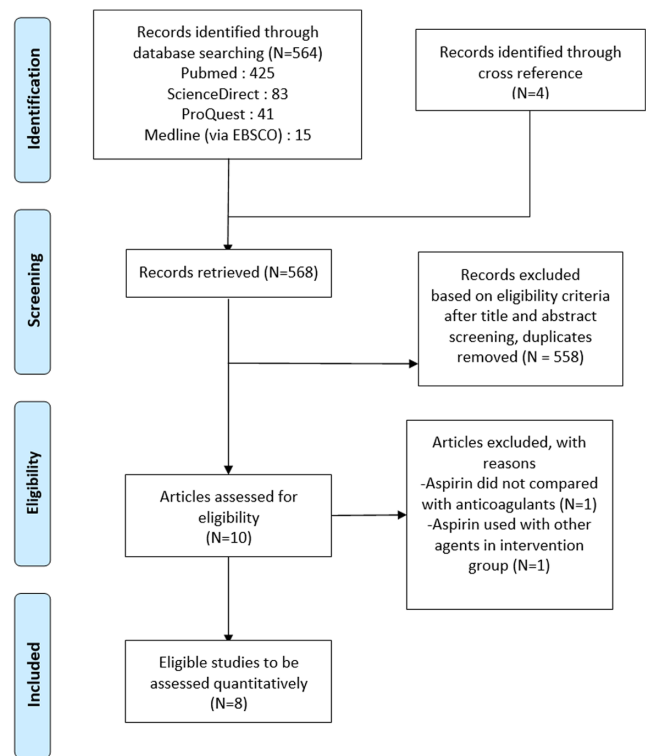 Identification
Records identified through
database searching (N=564)
Pubmed : 425
ScienceDirect : 83
ProQuest : 41
Medline (via EBSCO) : 15
Records identified through
cross reference
(N=4)
Screening
Records retrieved (N=568)
Records excluded
based on eligibility criteria
after title and abstract
screening, duplicates
removed (N = 558)
Eligibility
Articles assessed for
eligibility
(N=10)
Articles excluded, with
reasons
-Aspirin did not compared
with anticoagulants (N=1)
-Aspirin used with other
agents in intervention
group (N=1)
Included
Eligible studies to be
assessed quantitatively
(N=8)